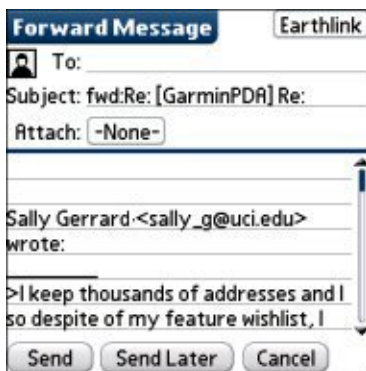 Forward Message Earthlink
To:
Subject: fwd:Re: [GarminPDA] Re:
Attach: -None-
Sally Gerrard·<sally_g@uci.edu>
wrote:
>I keep thousands of addresses and I
so despite of my feature wishlist, I
Send Send Later Cancel